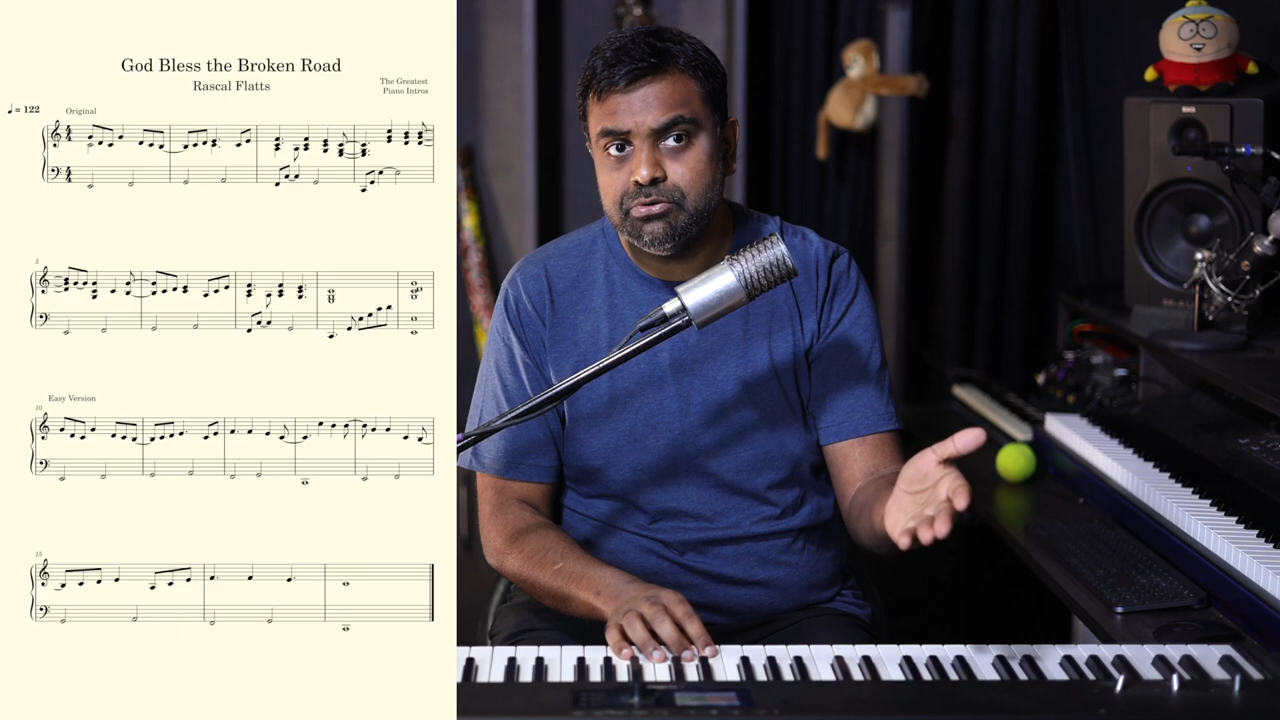 God Bless the Broken Road
Rascal Flatts
The Greatest
Piano Intros
♩ = 122
Original
5
Easy Version
10
15